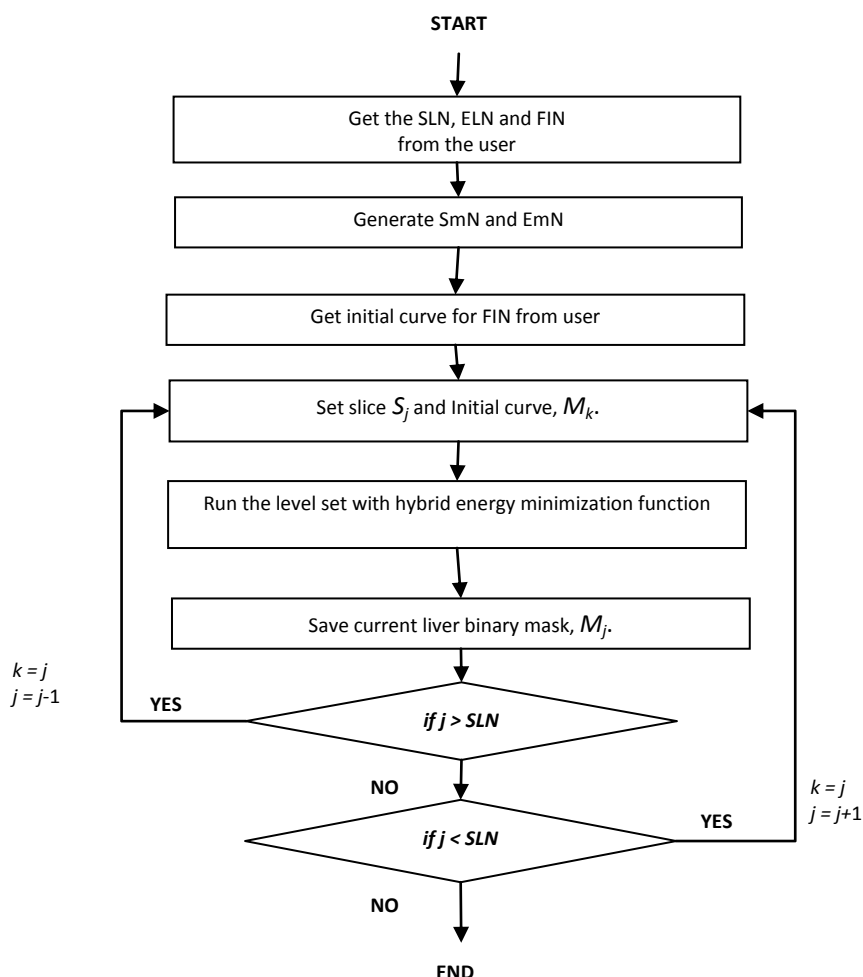 START
Get the SLN, ELN and FIN
from the user
Generate SmN and EmN
Get initial curve for FIN from user
Set slice Sj and Initial curve, Mk.
Run the level set with hybrid energy minimization function
Save current liver binary mask, Mj.
k = j
j = j-1
YES
if j > SLN
NO
k = j
j = j+1
if j < SLN
YES
NO
END